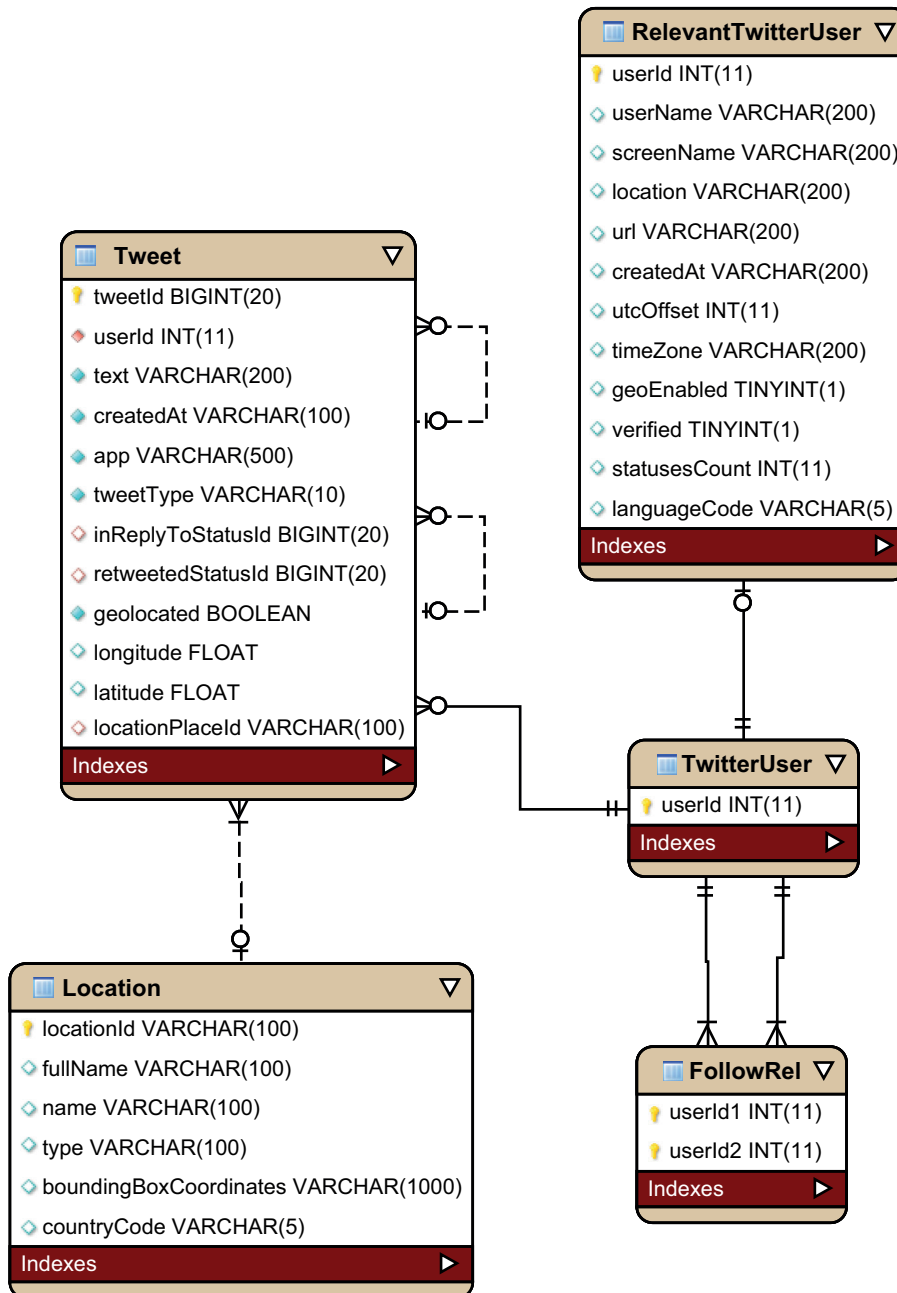 RelevantTwitterUser
userId INT(11)
userName VARCHAR(200)
screenName VARCHAR(200)
location VARCHAR(200)
url VARCHAR(200)
createdAt VARCHAR(200)
utcOffset INT(11)
timeZone VARCHAR(200)
geoEnabled TINYINT(1)
verified TINYINT(1)
statusesCount INT(11)
languageCode VARCHAR(5)
Indexes
Tweet
tweetId BIGINT(20)
userId INT(11)
text VARCHAR(200)
createdAt VARCHAR(100)
app VARCHAR(500)
tweetType VARCHAR(10)
inReplyToStatusId BIGINT(20)
retweetedStatusId BIGINT(20)
geolocated BOOLEAN
longitude FLOAT
latitude FLOAT
locationPlaceId VARCHAR(100)
Indexes
TwitterUser
userId INT(11)
Indexes
Location
locationId VARCHAR(100)
fullName VARCHAR(100)
name VARCHAR(100)
type VARCHAR(100)
boundingBoxCoordinates VARCHAR(1000)
countryCode VARCHAR(5)
Indexes
FollowRel
userId1 INT(11)
userId2 INT(11)
Indexes